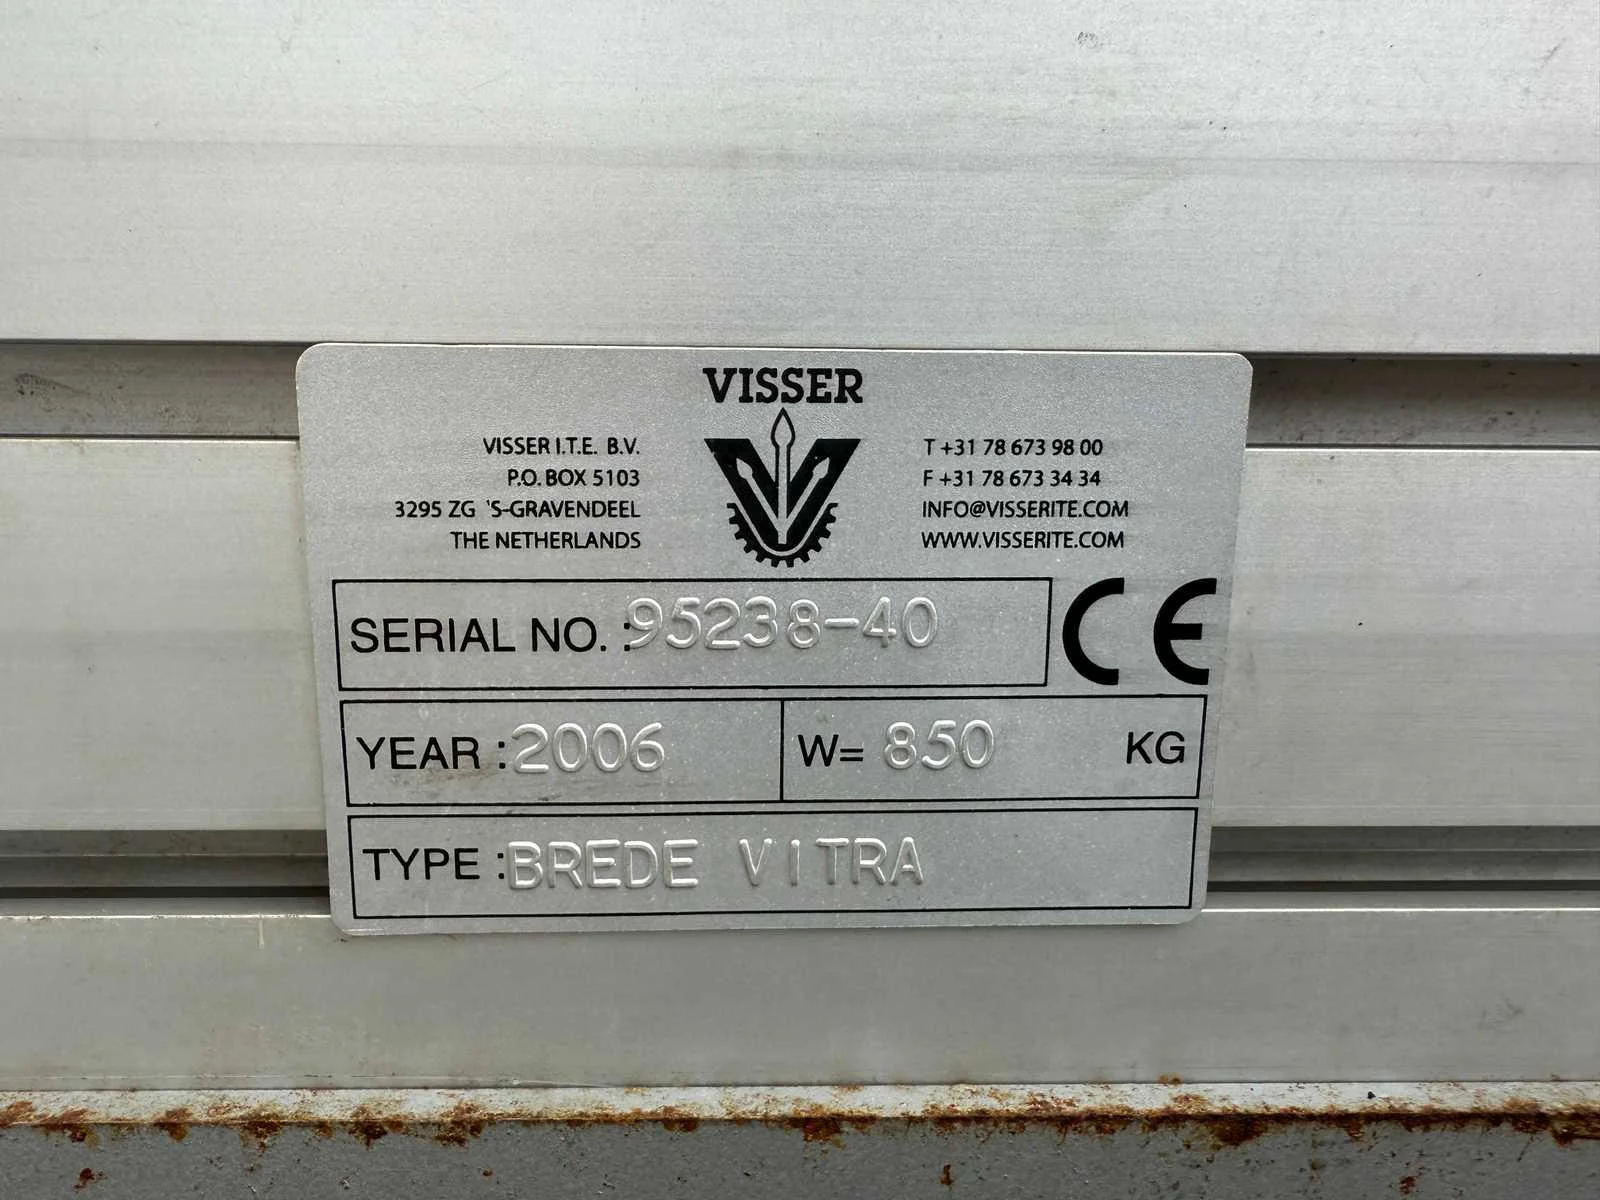 VISSER
VISSER I.T.E. B.V.
P.O. BOX 5103
3295 ZG 'S-GRAVENDEEL
THE NETHERLANDS
T +31 78 673 98 00
F +31 78 673 34 34
INFO@VISSERITE.COM
WWW.VISSERITE.COM
SERIAL NO. :95238-40
CE
YEAR :2006
W= 850 KG
TYPE :BREDE VITRA